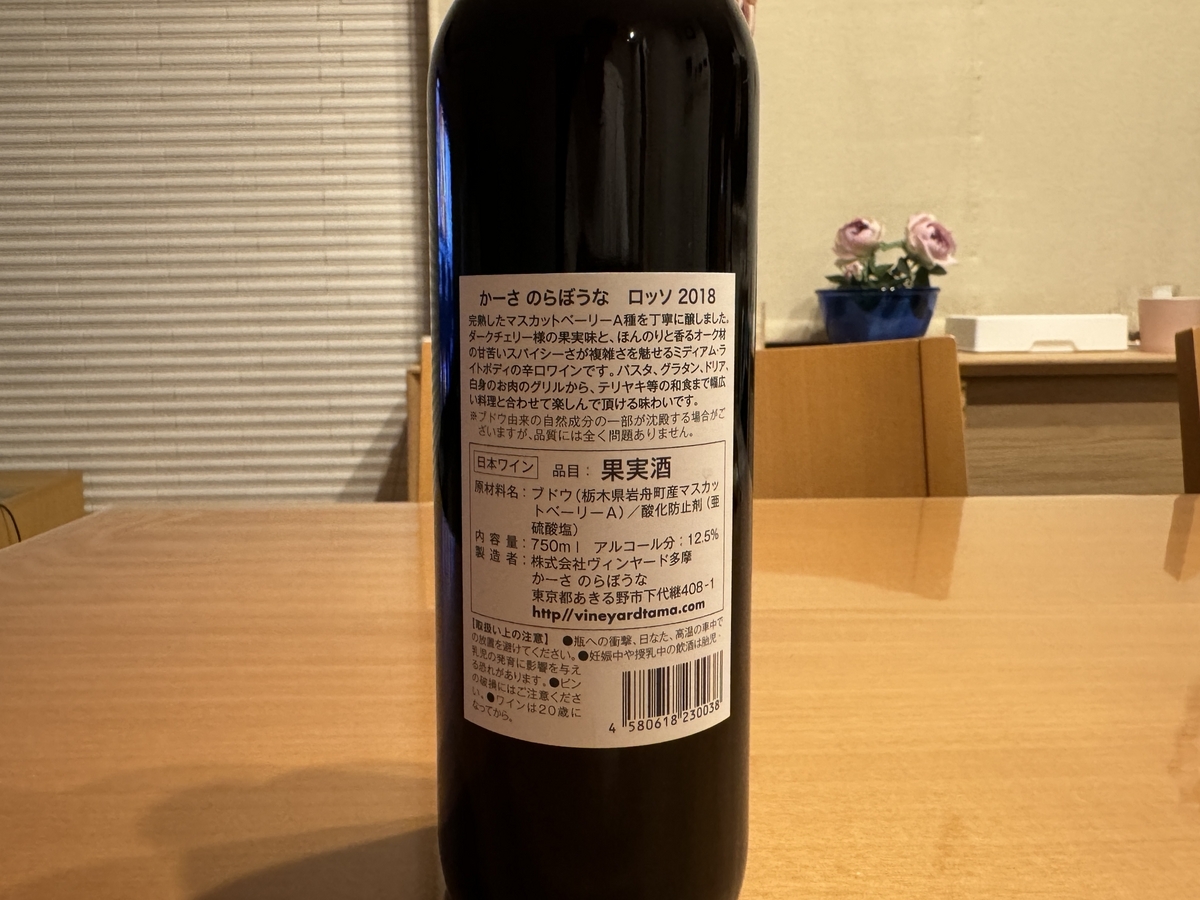 かーさ のらぼうな　ロッソ 2018
完熟したマスカットベーリーA種を丁寧に醸しました。
ダークチェリー様の果実味と、ほんのりと香るオーク材
の甘苦いスパイシーさが複雑さを魅せるミディアム・ラ
イトボディの辛口ワインです。パスタ、グラタン、ドリア、
白身のお肉のグリルから、テリヤキ等の和食まで幅広
い料理と合わせて楽しんで頂ける味わいです。
※ブドウ由来の自然成分の一部が沈殿する場合がご
ざいますが、品質には全く問題ありません。
日本ワイン　品目：果実酒
原材料名：ブドウ（栃木県岩舟町産マスカッ
トベーリーA）／酸化防止剤（亜
硫酸塩）
内容量：750ml　アルコール分：12.5%
製造者：株式会社ヴィンヤード多摩
かーさ のらぼうな
東京都あきる野市下代継408-1
http//vineyardtama.com
【取扱い上の注意】　●瓶への衝撃、日なた、高温の車中で
の放置を避けてください。●妊娠中や授乳中の飲酒は胎児・
乳児の発育に影響を与え
る恐れがあります。●ビン
の破損にはご注意くださ
い。●ワインは20歳に
なってから。
4 580618 230038